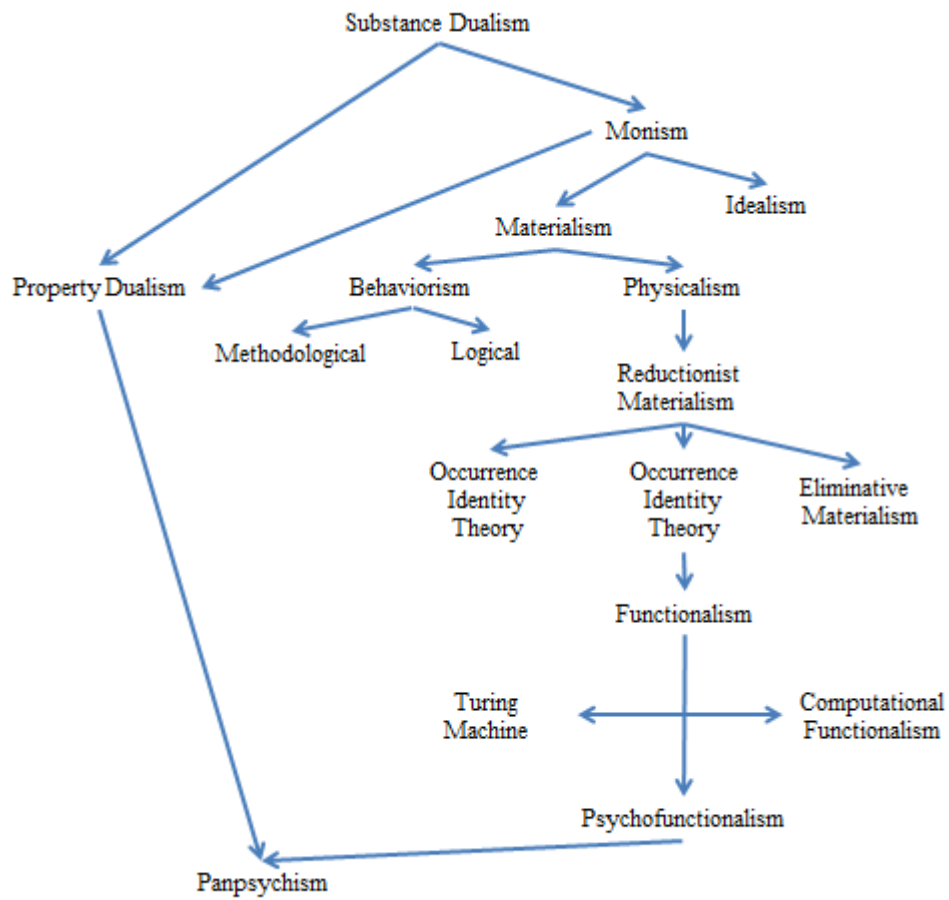 Substance Dualism
Monism
Idealism
Materialism
Property Dualism
Behaviorism
Physicalism
Methodological
Logical
Reductionist
Materialism
Occurrence
Identity
Theory
Occurrence
Identity
Theory
Eliminative
Materialism
Functionalism
Turing
Machine
Computational
Functionalism
Psychofunctionalism
Panpsychism